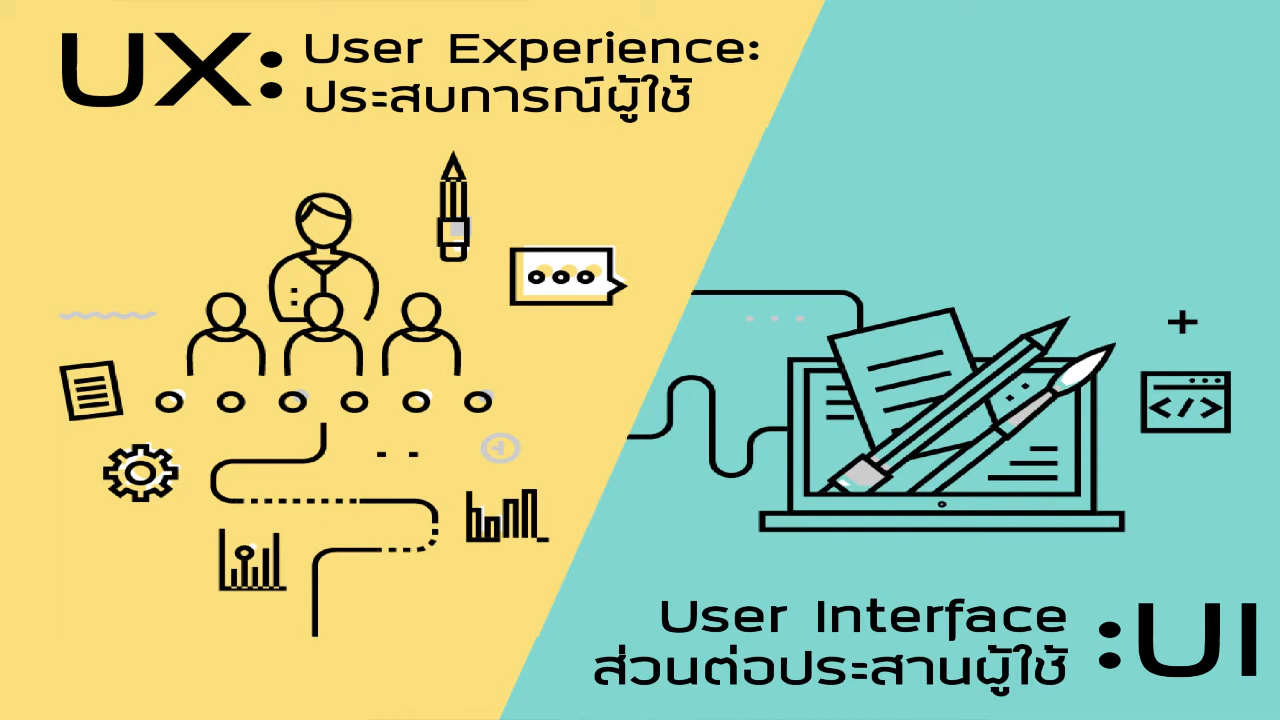 UX:
User Experience:
ประสบการณ์ผู้ใช้
</>
User Interface
ส่วนต่อประสานผู้ใช้
:UI